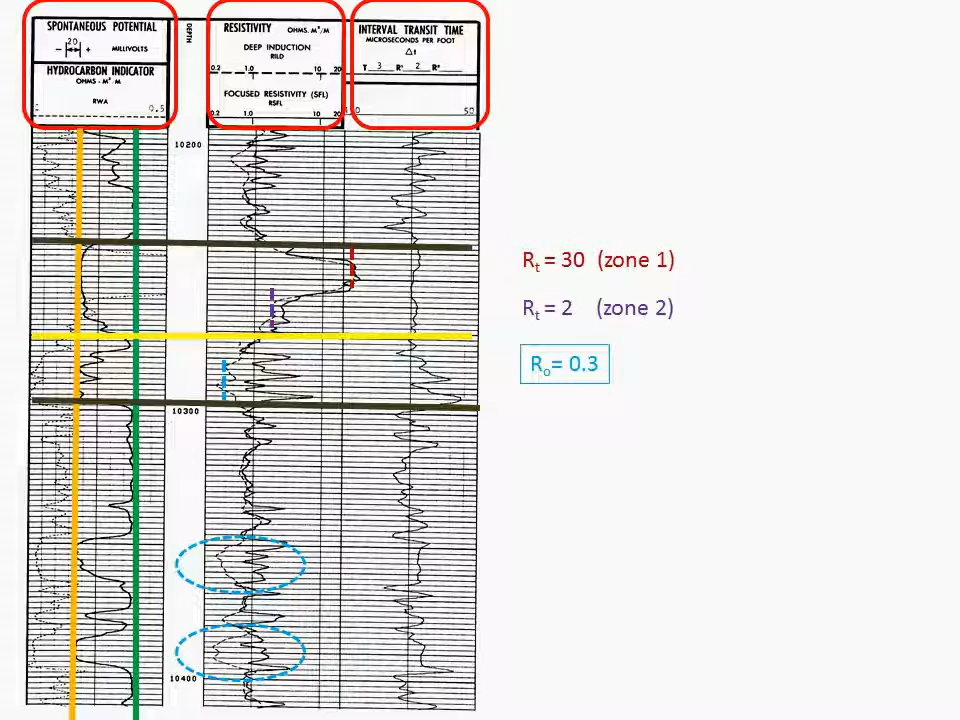 SPONTANEOUS POTENTIAL
20
- +
MILLIVOLTS
HYDROCARBON INDICATOR
OHMS - M² M
RWA
0.5
DEPTH
RESISTIVITY OHMS. M²/M
DEEP INDUCTION
RILD
0.2 1.0 10 20
FOCUSED RESISTIVITY (SFL)
RSFL
0.2 1.0 10 20
INTERVAL TRANSIT TIME
MICROSECONDS PER FOOT
Δt
T 3 R' 2 R²
50
10200
10300
10400
Rt = 30 (zone 1)
Rt = 2 (zone 2)
Ro= 0.3